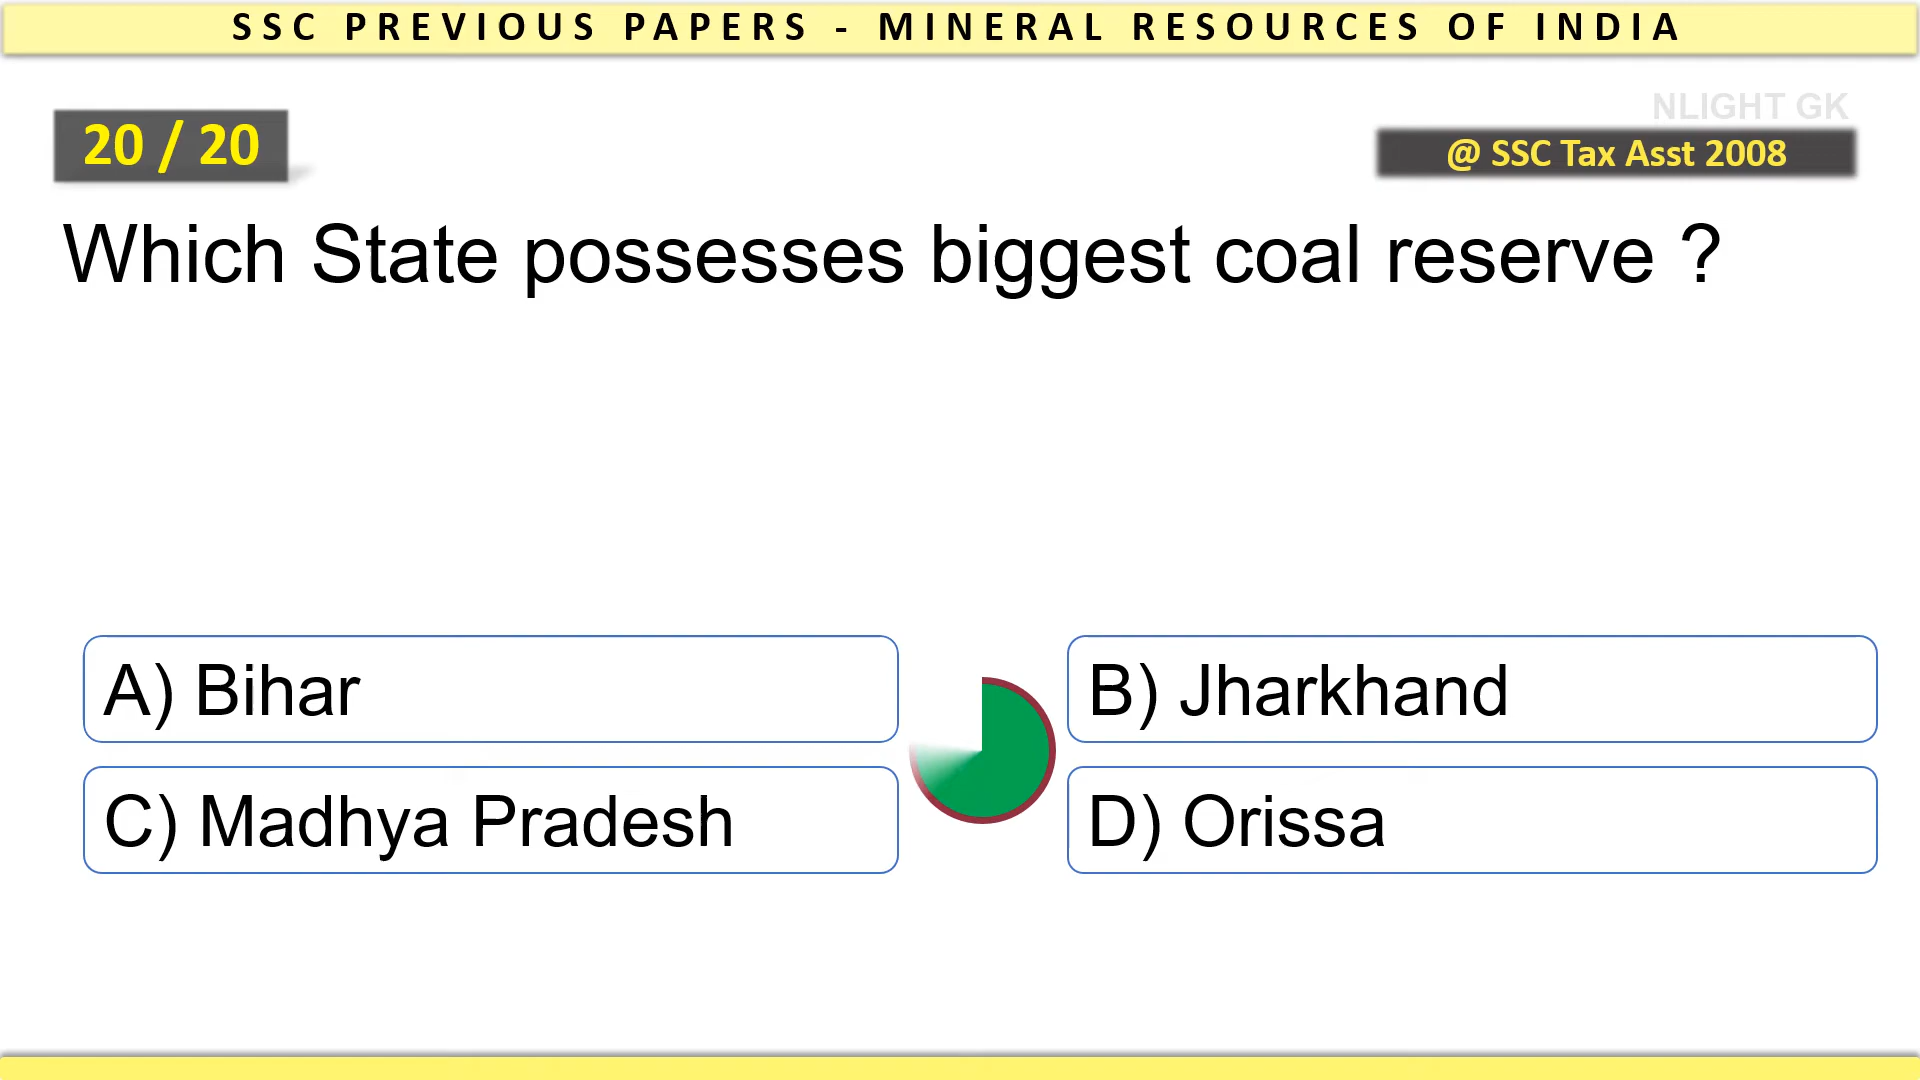 SSC PREVIOUS PAPERS - MINERAL RESOURCES OF INDIA
NLIGHT GK
20 / 20
@ SSC Tax Asst 2008
Which State possesses biggest coal reserve ?
A) Bihar
B) Jharkhand
C) Madhya Pradesh
D) Orissa